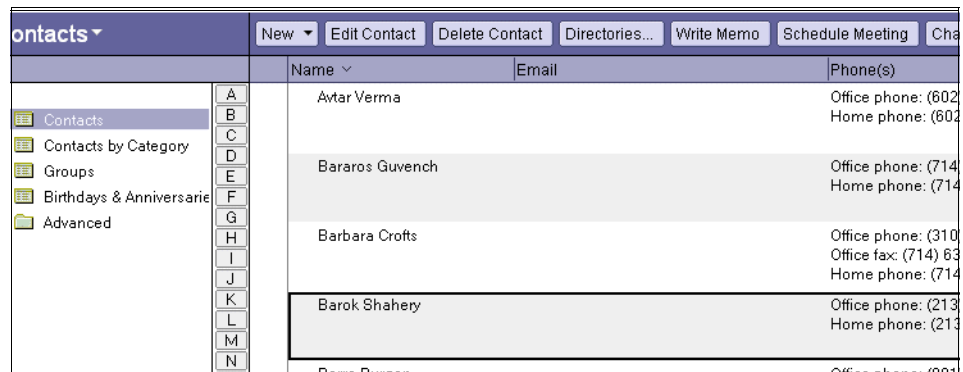 ontacts
New Edit Contact Delete Contact Directories... Write Memo Schedule Meeting Cha
Name Email Phone(s)
Contacts
Contacts by Category
Groups
Birthdays & Anniversarie
Advanced
A
B
C
D
E
F
G
H
I
J
K
L
M
N
Avtar Verma
Office phone: (602
Home phone: (602
Bararos Guvench
Office phone: (714
Home phone: (714
Barbara Crofts
Office phone: (310
Office fax: (714) 63
Home phone: (714
Barok Shahery
Office phone: (213
Home phone: (213